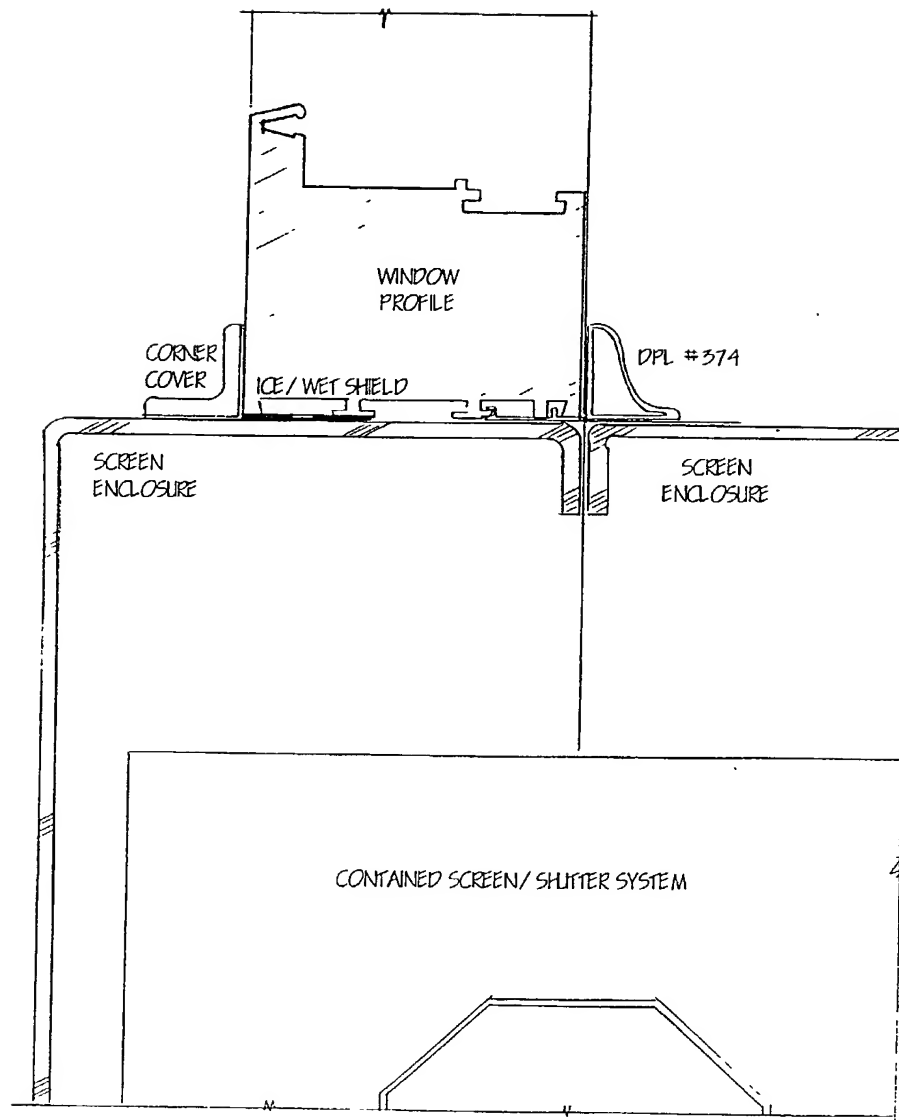 WINDOW
PROFILE
CORNER
COVER
DPL #374
ICE/ WET SHIELD
SCREEN
ENCLOSURE
SCREEN
ENCLOSURE
CONTAINED SCREEN/ SHUTTER SYSTEM